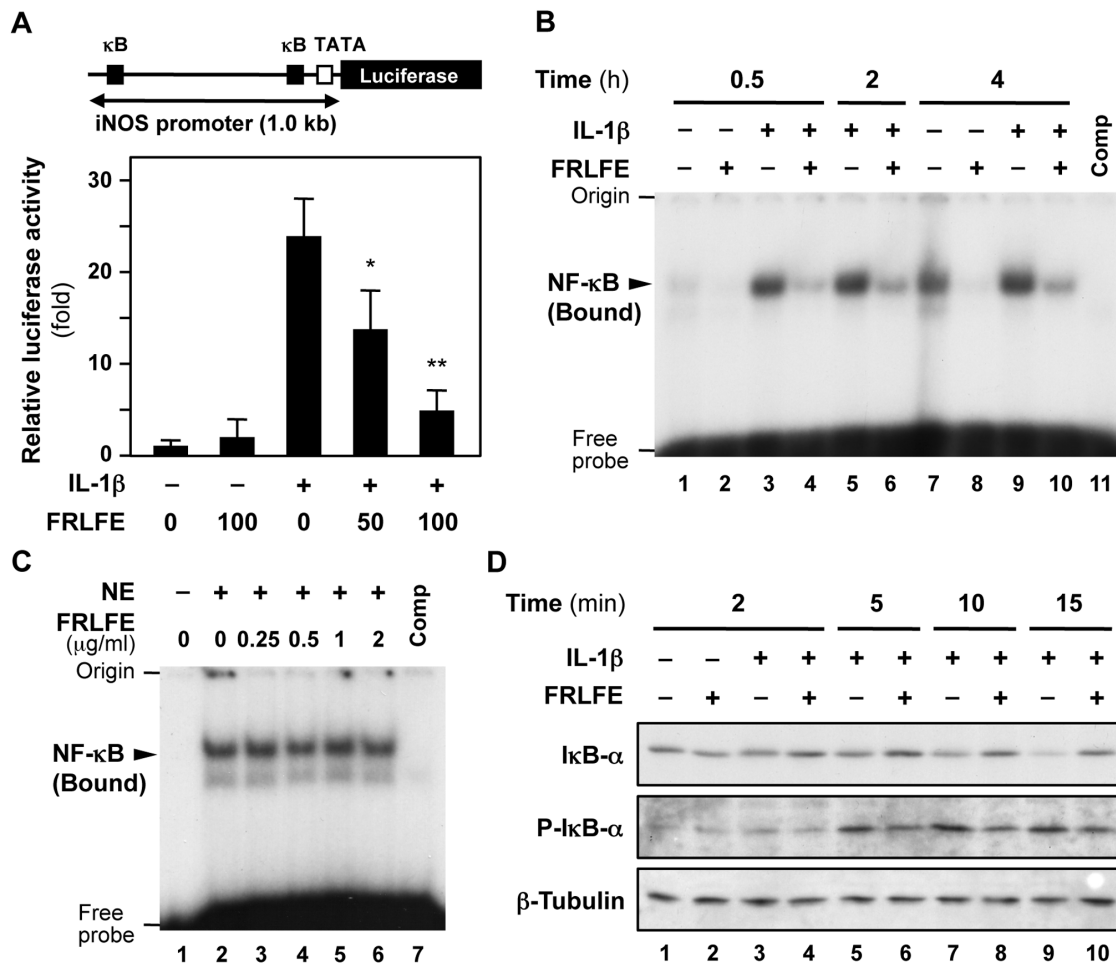 A
κB κB TATA
Luciferase
iNOS promoter (1.0 kb)
Relative luciferase activity
(fold)
30
20
10
0
IL-1β – – + + +
FRLFE 0 100 0 50 100
*
**
B
Time (h) 0.5 2 4
IL-1β – – + + + + – – + +
FRLFE – + – + – + – + – +
Comp
Origin
NF-κB
(Bound)
Free
probe
1 2 3 4 5 6 7 8 9 10 11
C
NE – + + + + +
FRLFE
(μg/ml) 0 0 0.25 0.5 1 2
Comp
Origin
NF-κB
(Bound)
Free
probe
1 2 3 4 5 6 7
D
Time (min) 2 5 10 15
IL-1β – – + + + + + + + +
FRLFE – + – + – + – + – +
IκB-α
P-IκB-α
β-Tubulin
1 2 3 4 5 6 7 8 9 10